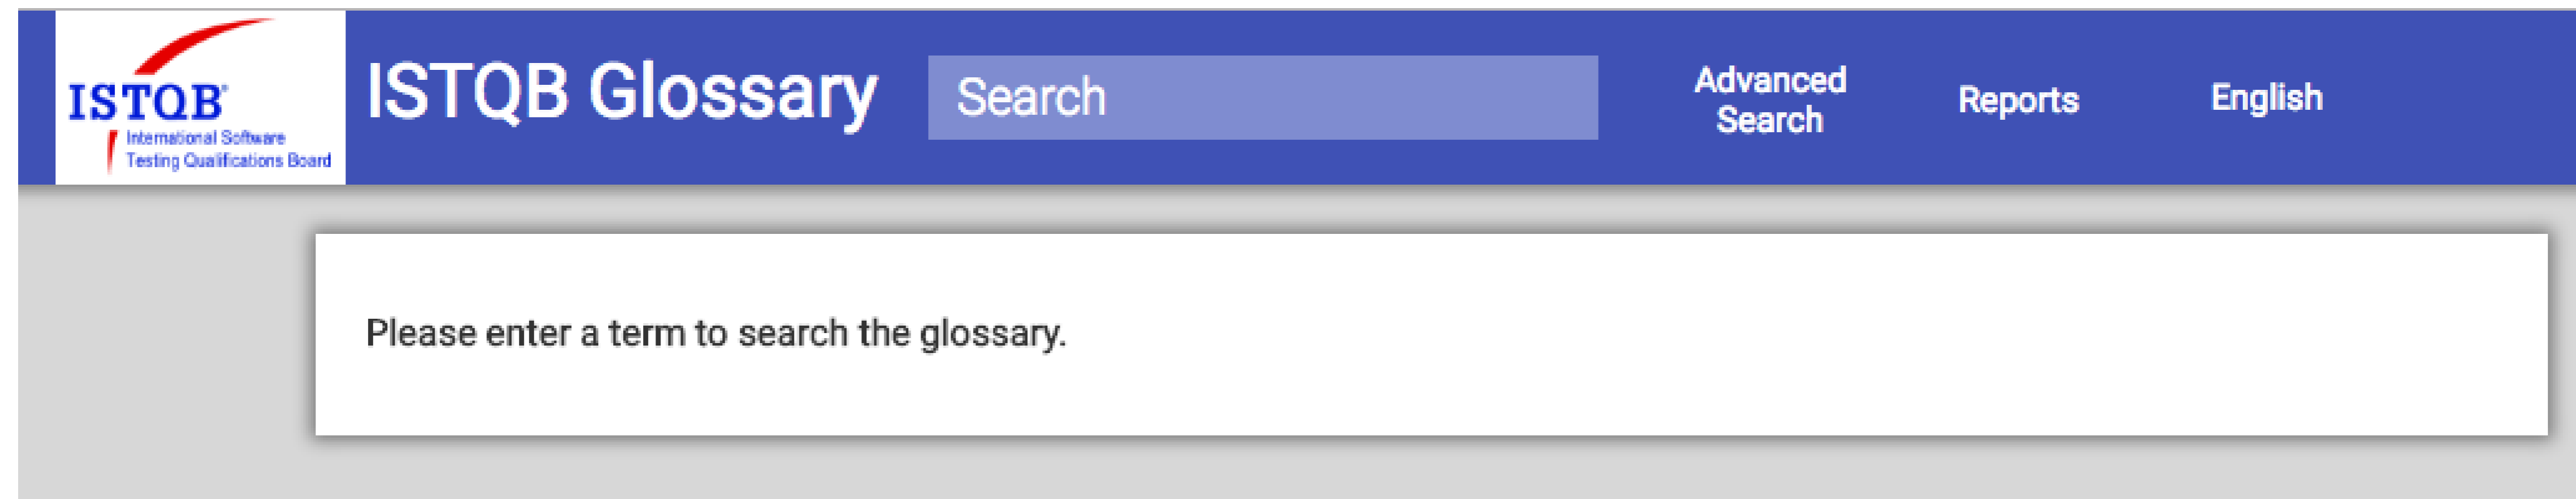 ISTQB®
International Software
Testing Qualifications Board
ISTQB Glossary
Search
Advanced
Search
Reports
English
Please enter a term to search the glossary.